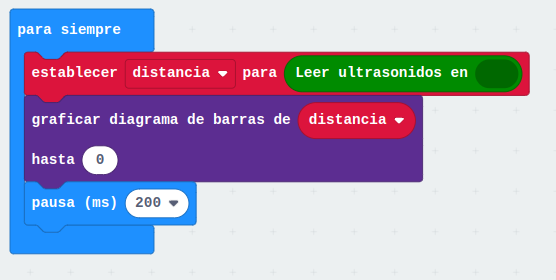 para siempre
establecer distancia para Leer ultrasonidos en
graficar diagrama de barras de distancia
hasta 0
pausa (ms) 200